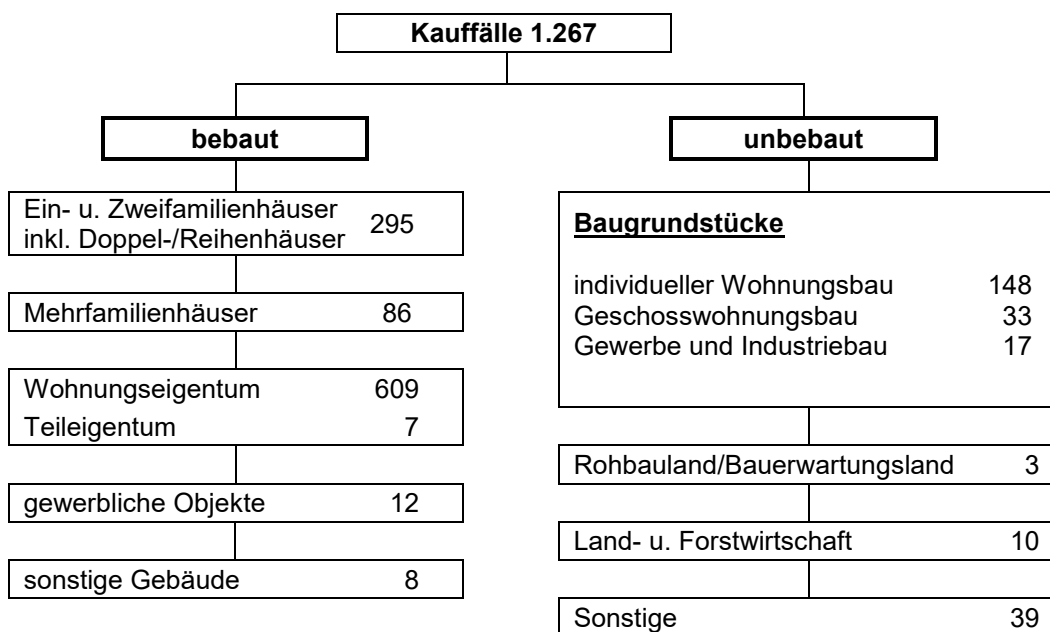 Kauffälle 1.267
bebaut
Ein- u. Zweifamilienhäuser
inkl. Doppel-/Reihenhäuser 295
Mehrfamilienhäuser 86
Wohnungseigentum 609
Teileigentum 7
gewerbliche Objekte 12
sonstige Gebäude 8
unbebaut
Baugrundstücke
individueller Wohnungsbau 148
Geschosswohnungsbau 33
Gewerbe und Industriebau 17
Rohbauland/Bauerwartungsland 3
Land- u. Forstwirtschaft 10
Sonstige 39